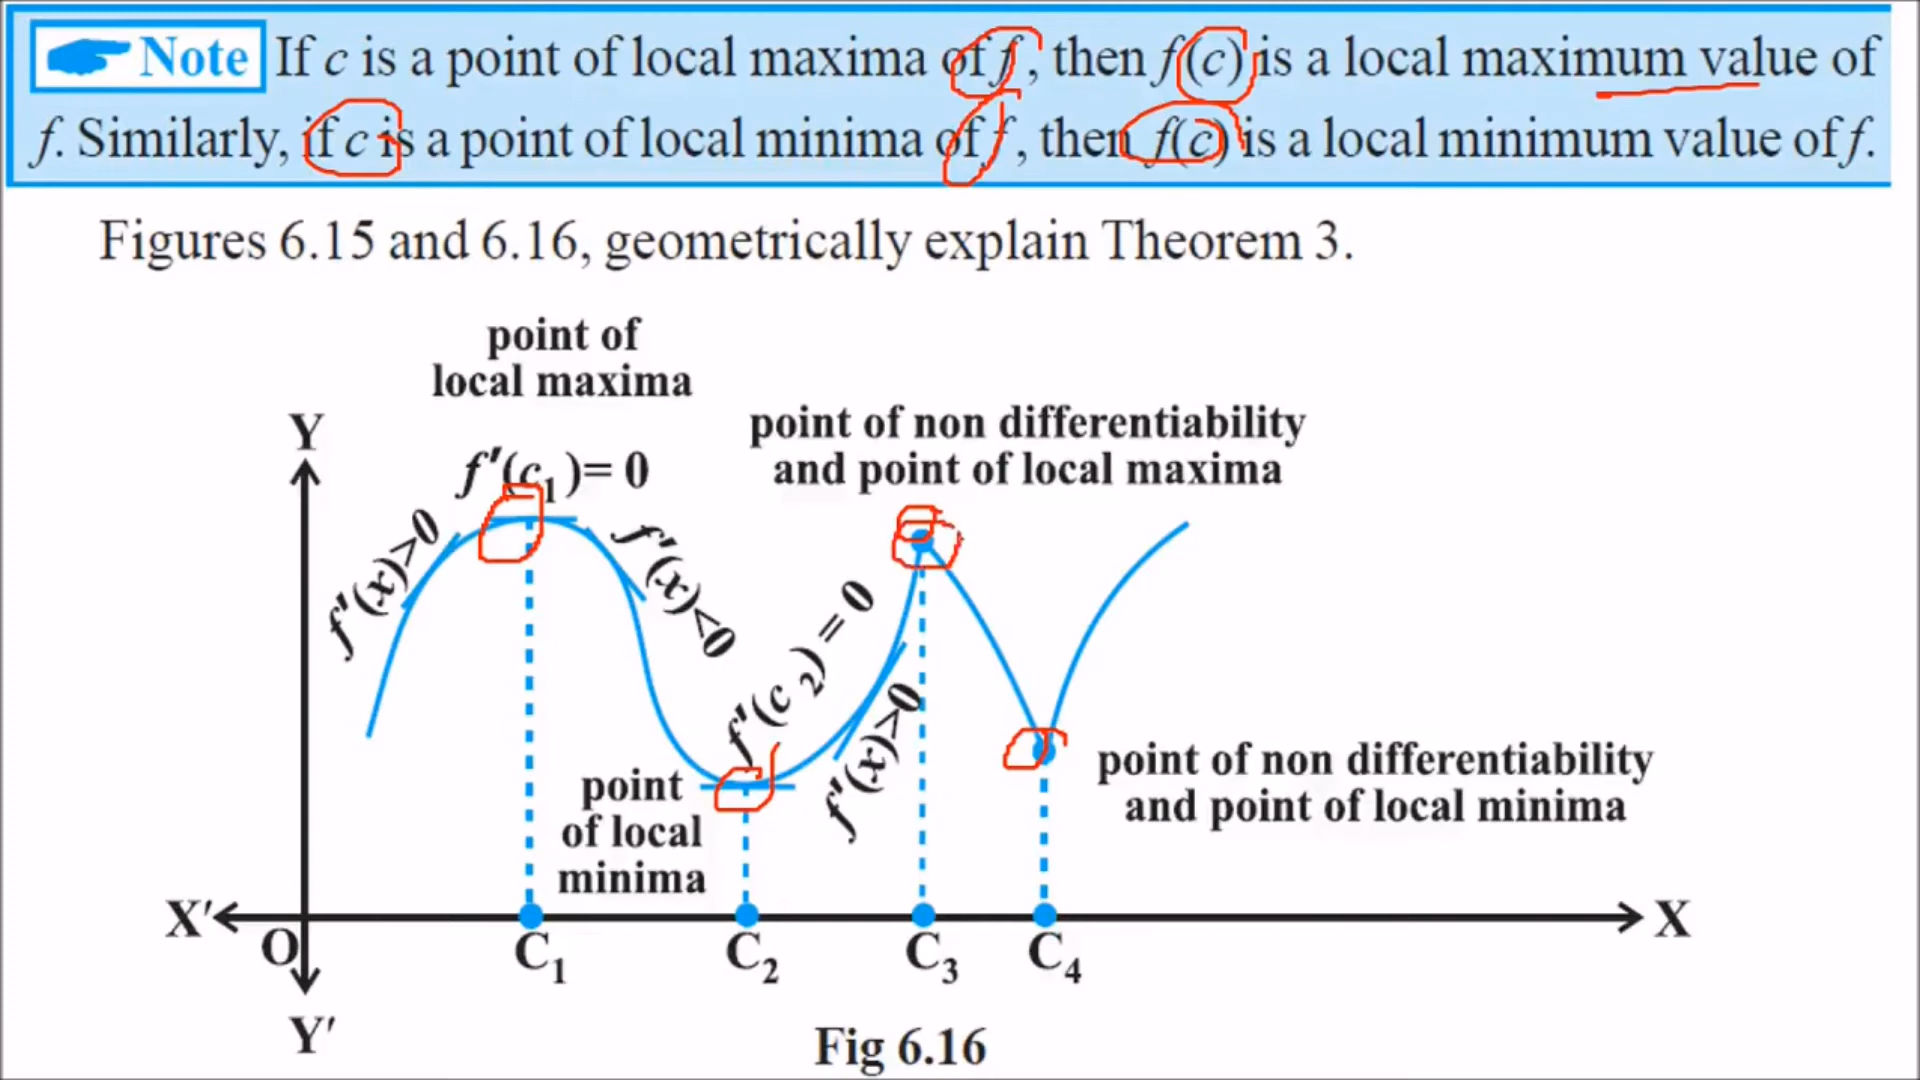 Note If c is a point of local maxima of f , then f(c) is a local maximum value of
f. Similarly, if c is a point of local minima of f , then f(c) is a local minimum value of f.
Figures 6.15 and 6.16, geometrically explain Theorem 3.
point of
local maxima
point of non differentiability
and point of local maxima
Y
f′(c₁)= 0
f′(x)>0
f′(x)<0
f′(c₂) = 0
f′(x)>0
point
of local
minima
point of non differentiability
and point of local minima
X′
O
C₁
C₂
C₃
C₄
X
Y′
Fig 6.16